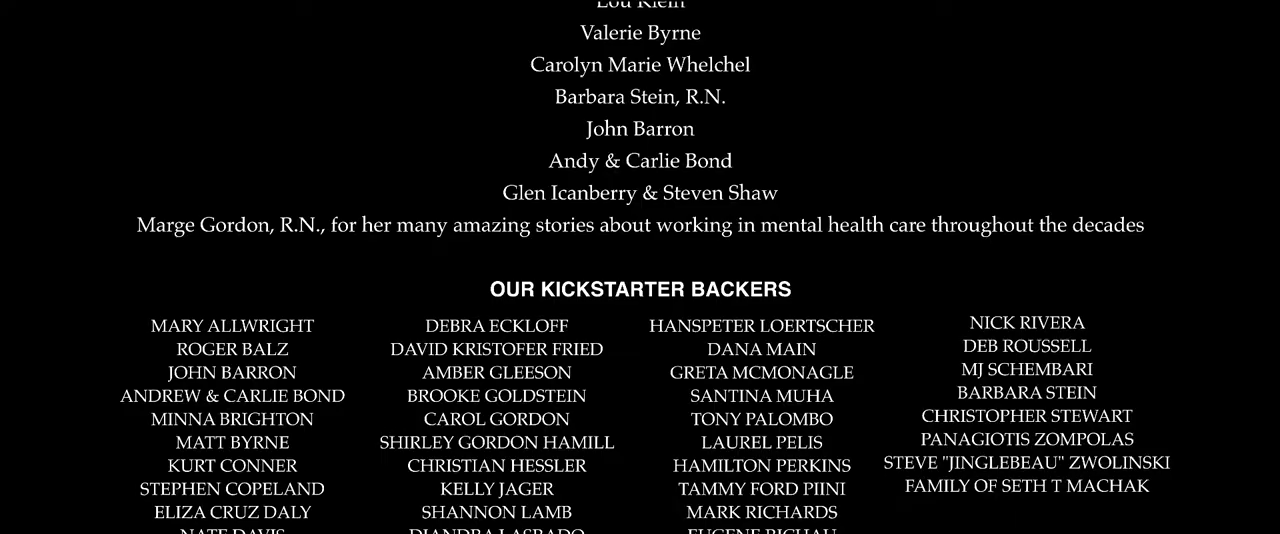 Lou Klein
Valerie Byrne
Carolyn Marie Whelchel
Barbara Stein, R.N.
John Barron
Andy & Carlie Bond
Glen Icanberry & Steven Shaw
Marge Gordon, R.N., for her many amazing stories about working in mental health care throughout the decades
OUR KICKSTARTER BACKERS
MARY ALLWRIGHT
ROGER BALZ
JOHN BARRON
ANDREW & CARLIE BOND
MINNA BRIGHTON
MATT BYRNE
KURT CONNER
STEPHEN COPELAND
ELIZA CRUZ DALY
NATE DAVIS
DEBRA ECKLOFF
DAVID KRISTOFER FRIED
AMBER GLEESON
BROOKE GOLDSTEIN
CAROL GORDON
SHIRLEY GORDON HAMILL
CHRISTIAN HESSLER
KELLY JAGER
SHANNON LAMB
HANSPETER LOERTSCHER
DANA MAIN
GRETA MCMONAGLE
SANTINA MUHA
TONY PALOMBO
LAUREL PELIS
HAMILTON PERKINS
TAMMY FORD PIINI
MARK RICHARDS
EUGENE
NICK RIVERA
DEB ROUSSELL
MJ SCHEMBARI
BARBARA STEIN
CHRISTOPHER STEWART
PANAGIOTIS ZOMPOLAS
STEVE "JINGLEBEAU" ZWOLINSKI
FAMILY OF SETH T MACHAK